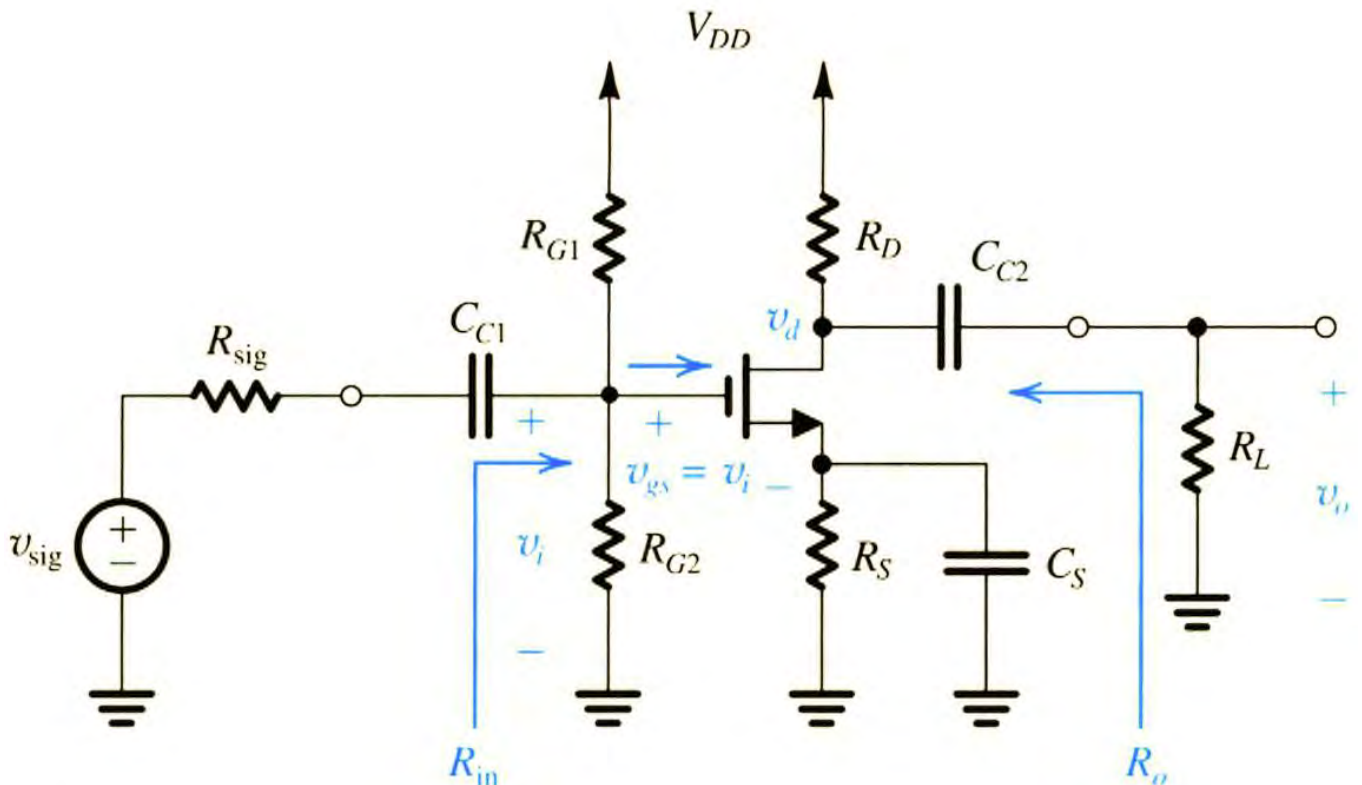 V_DD
R_G1
R_D
C_C2
C_C1
v_d
R_sig
+
+
+
v_gs = v_i −
R_L
v_sig
+
−
v_i
R_G2
R_S
C_S
v_o
−
−
R_in
R_o